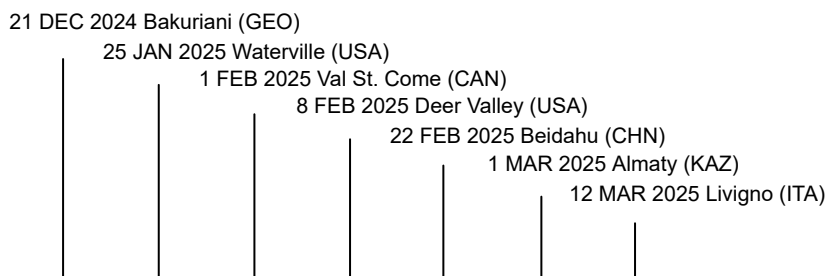 21 DEC 2024 Bakuriani (GEO)
25 JAN 2025 Waterville (USA)
1 FEB 2025 Val St. Come (CAN)
8 FEB 2025 Deer Valley (USA)
22 FEB 2025 Beidahu (CHN)
1 MAR 2025 Almaty (KAZ)
12 MAR 2025 Livigno (ITA)